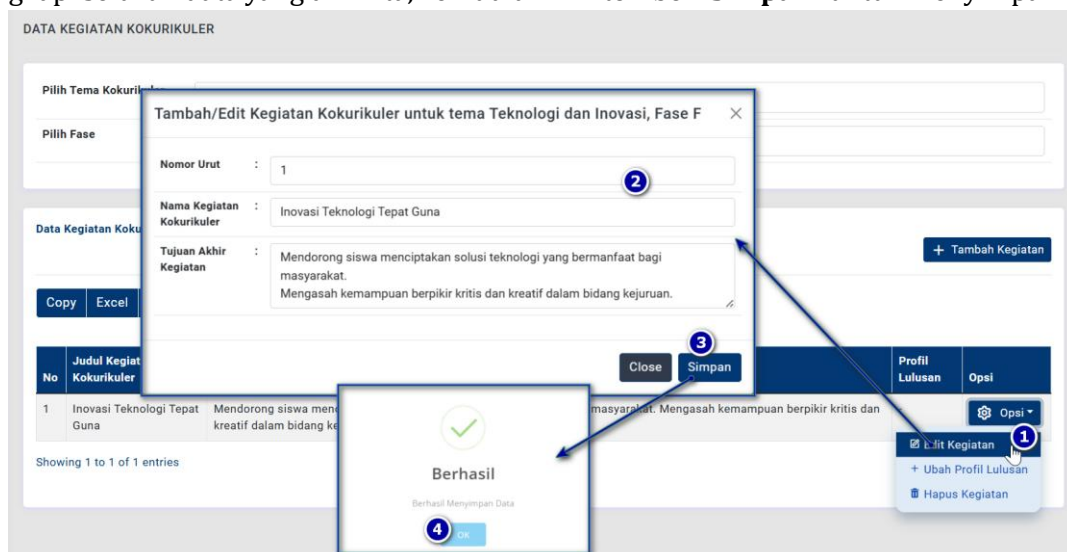 DATA KEGIATAN KOKURIKULER
Pilih Tema
Pilih Fase
Tambah/Edit Kegiatan Kokurikuler untuk tema Teknologi dan Inovasi, Fase F
Nomor Urut : 1
2
Nama Kegiatan Kokurikuler : Inovasi Teknologi Tepat Guna
Tujuan Akhir Kegiatan : Mendorong siswa menciptakan solusi teknologi yang bermanfaat bagi
masyarakat.
Mengasah kemampuan berpikir kritis dan kreatif dalam bidang kejuruan.
3
Close Simpan
Data Kegiatan
+ Tambah Kegiatan
Copy Excel
No Judul Kokurikuler Profil Lulusan Opsi
1 Inovasi Teknologi Tepat Mendorong siswa masyarakat. Mengasah kemampuan berpikir kritis dan - Opsi
Guna kreatif dalam bidang
1
Edit Kegiatan
+ Ubah Profil Lulusan
Hapus Kegiatan
Showing 1 to 1 of 1 entries
Berhasil
Berhasil Menyimpan Data
4 OK